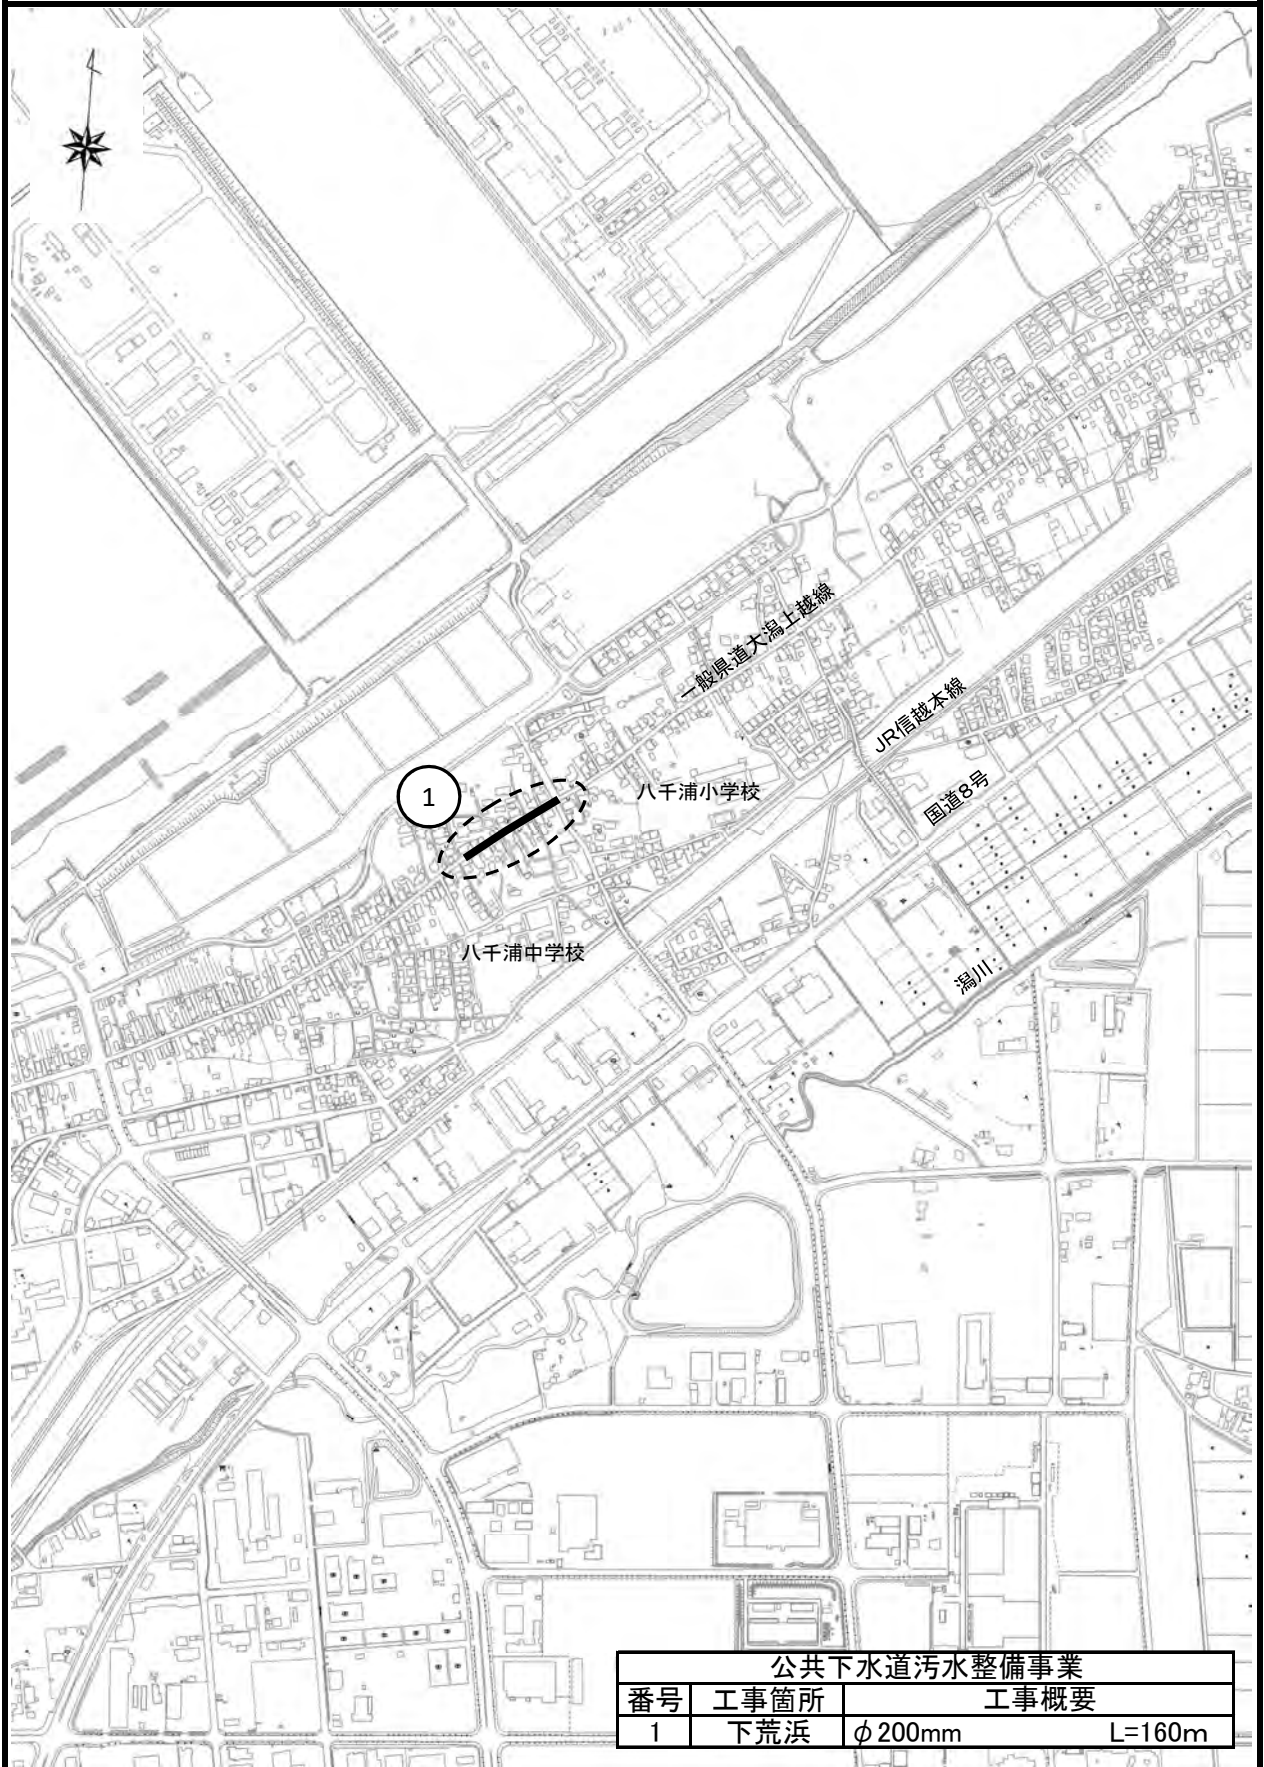 一般県道大潟上越線
JR信越本線
国道8号
八千浦小学校
1
八千浦中学校
潟川
公共下水道汚水整備事業
番号 工事箇所 工事概要
1 下荒浜 φ200mm L=160m